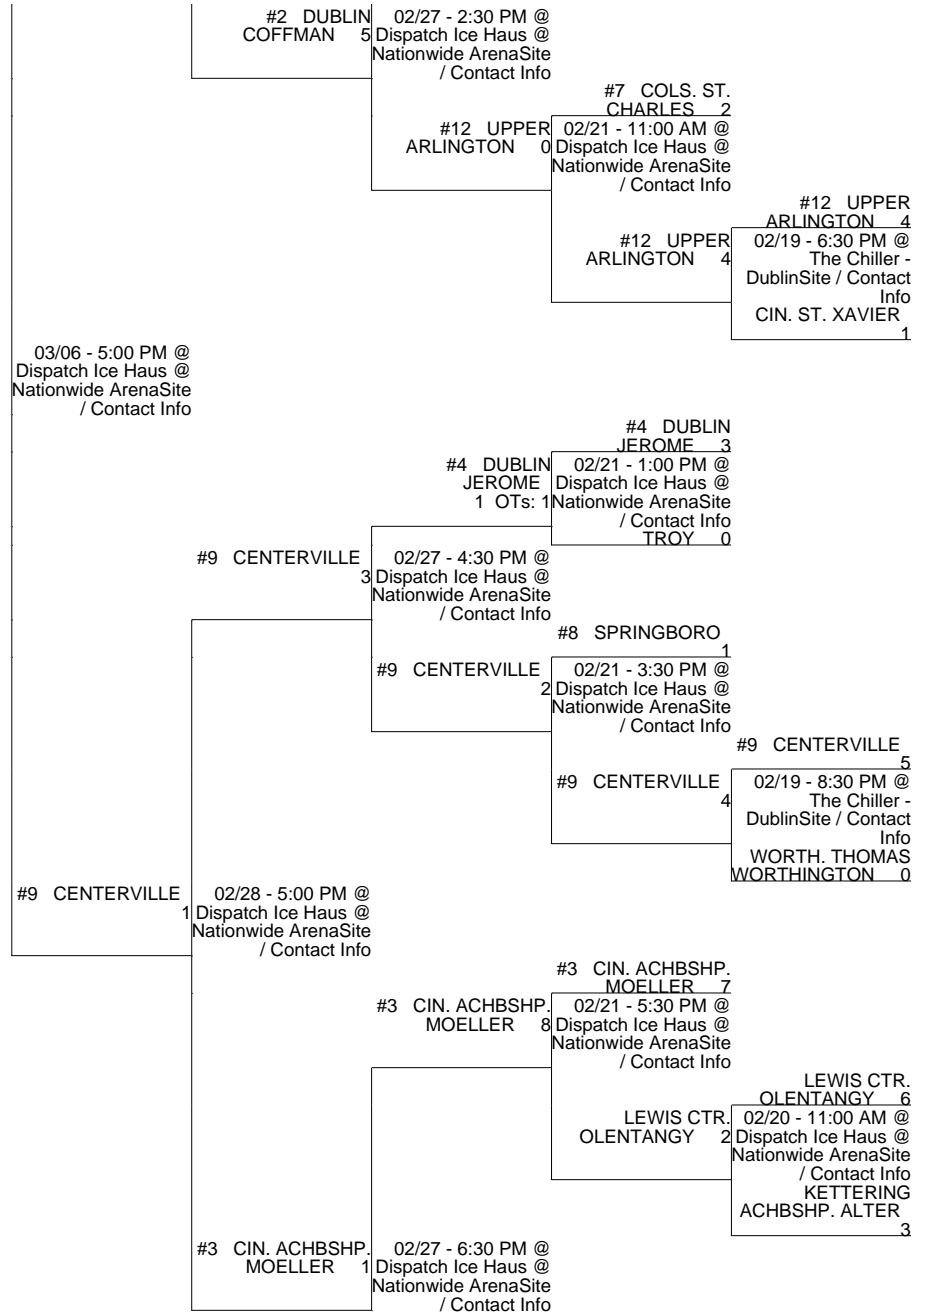 #2 DUBLIN
COFFMAN 5
02/27 - 2:30 PM @
Dispatch Ice Haus @
Nationwide ArenaSite
/ Contact Info
#7 COLS. ST.
CHARLES 2
#12 UPPER
ARLINGTON 0
02/21 - 11:00 AM @
Dispatch Ice Haus @
Nationwide ArenaSite
/ Contact Info
#12 UPPER
ARLINGTON 4
#12 UPPER
ARLINGTON 4
02/19 - 6:30 PM @
The Chiller -
DublinSite / Contact
Info
CIN. ST. XAVIER
1
03/06 - 5:00 PM @
Dispatch Ice Haus @
Nationwide ArenaSite
/ Contact Info
#4 DUBLIN
JEROME 3
#4 DUBLIN
JEROME
1 OTs: 1
02/21 - 1:00 PM @
Dispatch Ice Haus @
Nationwide ArenaSite
/ Contact Info
TROY 0
#9 CENTERVILLE
3
02/27 - 4:30 PM @
Dispatch Ice Haus @
Nationwide ArenaSite
/ Contact Info
#8 SPRINGBORO
1
#9 CENTERVILLE
2
02/21 - 3:30 PM @
Dispatch Ice Haus @
Nationwide ArenaSite
/ Contact Info
#9 CENTERVILLE
5
#9 CENTERVILLE
4
02/19 - 8:30 PM @
The Chiller -
DublinSite / Contact
Info
WORTH. THOMAS
WORTHINGTON 0
#9 CENTERVILLE
1
02/28 - 5:00 PM @
Dispatch Ice Haus @
Nationwide ArenaSite
/ Contact Info
#3 CIN. ACHBSHP.
MOELLER 7
#3 CIN. ACHBSHP.
MOELLER 8
02/21 - 5:30 PM @
Dispatch Ice Haus @
Nationwide ArenaSite
/ Contact Info
LEWIS CTR.
OLENTANGY 6
LEWIS CTR.
OLENTANGY 2
02/20 - 11:00 AM @
Dispatch Ice Haus @
Nationwide ArenaSite
/ Contact Info
KETTERING
ACHBSHP. ALTER
3
#3 CIN. ACHBSHP.
MOELLER 1
02/27 - 6:30 PM @
Dispatch Ice Haus @
Nationwide ArenaSite
/ Contact Info